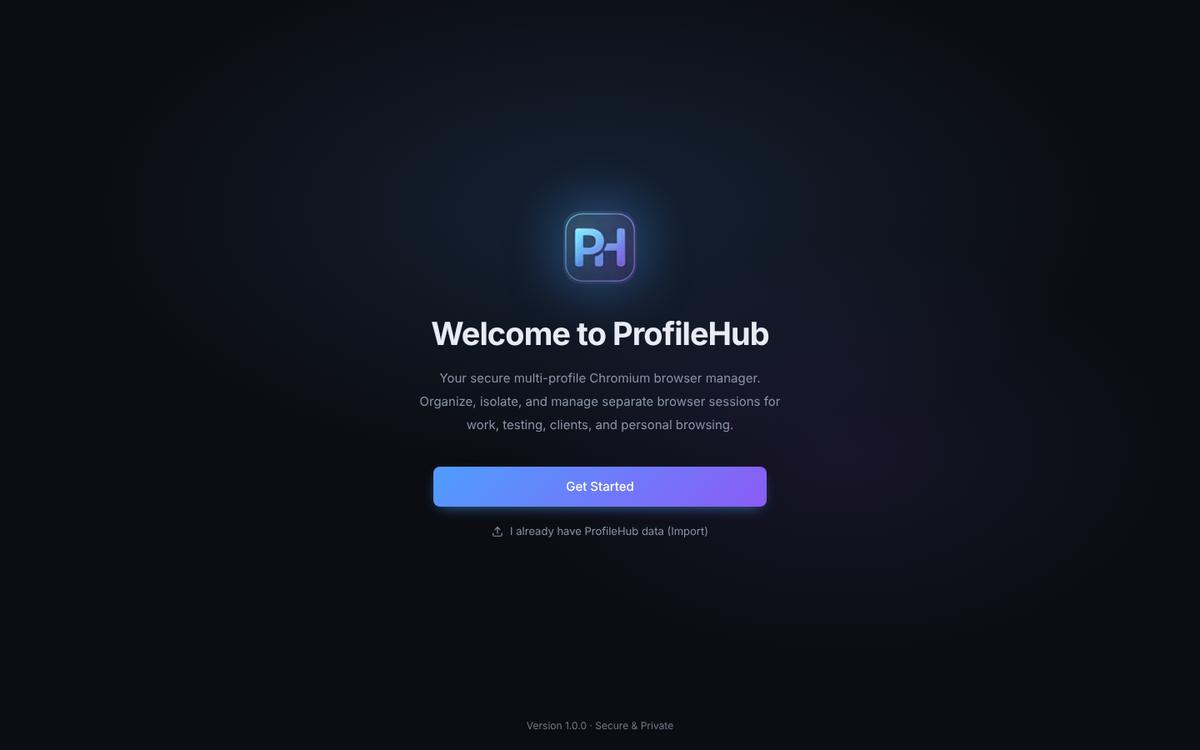 PH
Welcome to ProfileHub
Your secure multi-profile Chromium browser manager.
Organize, isolate, and manage separate browser sessions for
work, testing, clients, and personal browsing.
Get Started
I already have ProfileHub data (Import)
Version 1.0.0 · Secure & Private